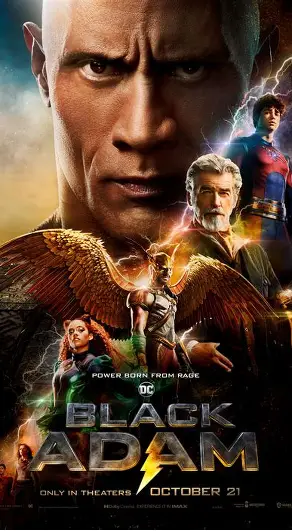 POWER BORN FROM RAGE
DC
BLACK
ADAM
ONLY IN THEATERS OCTOBER 21